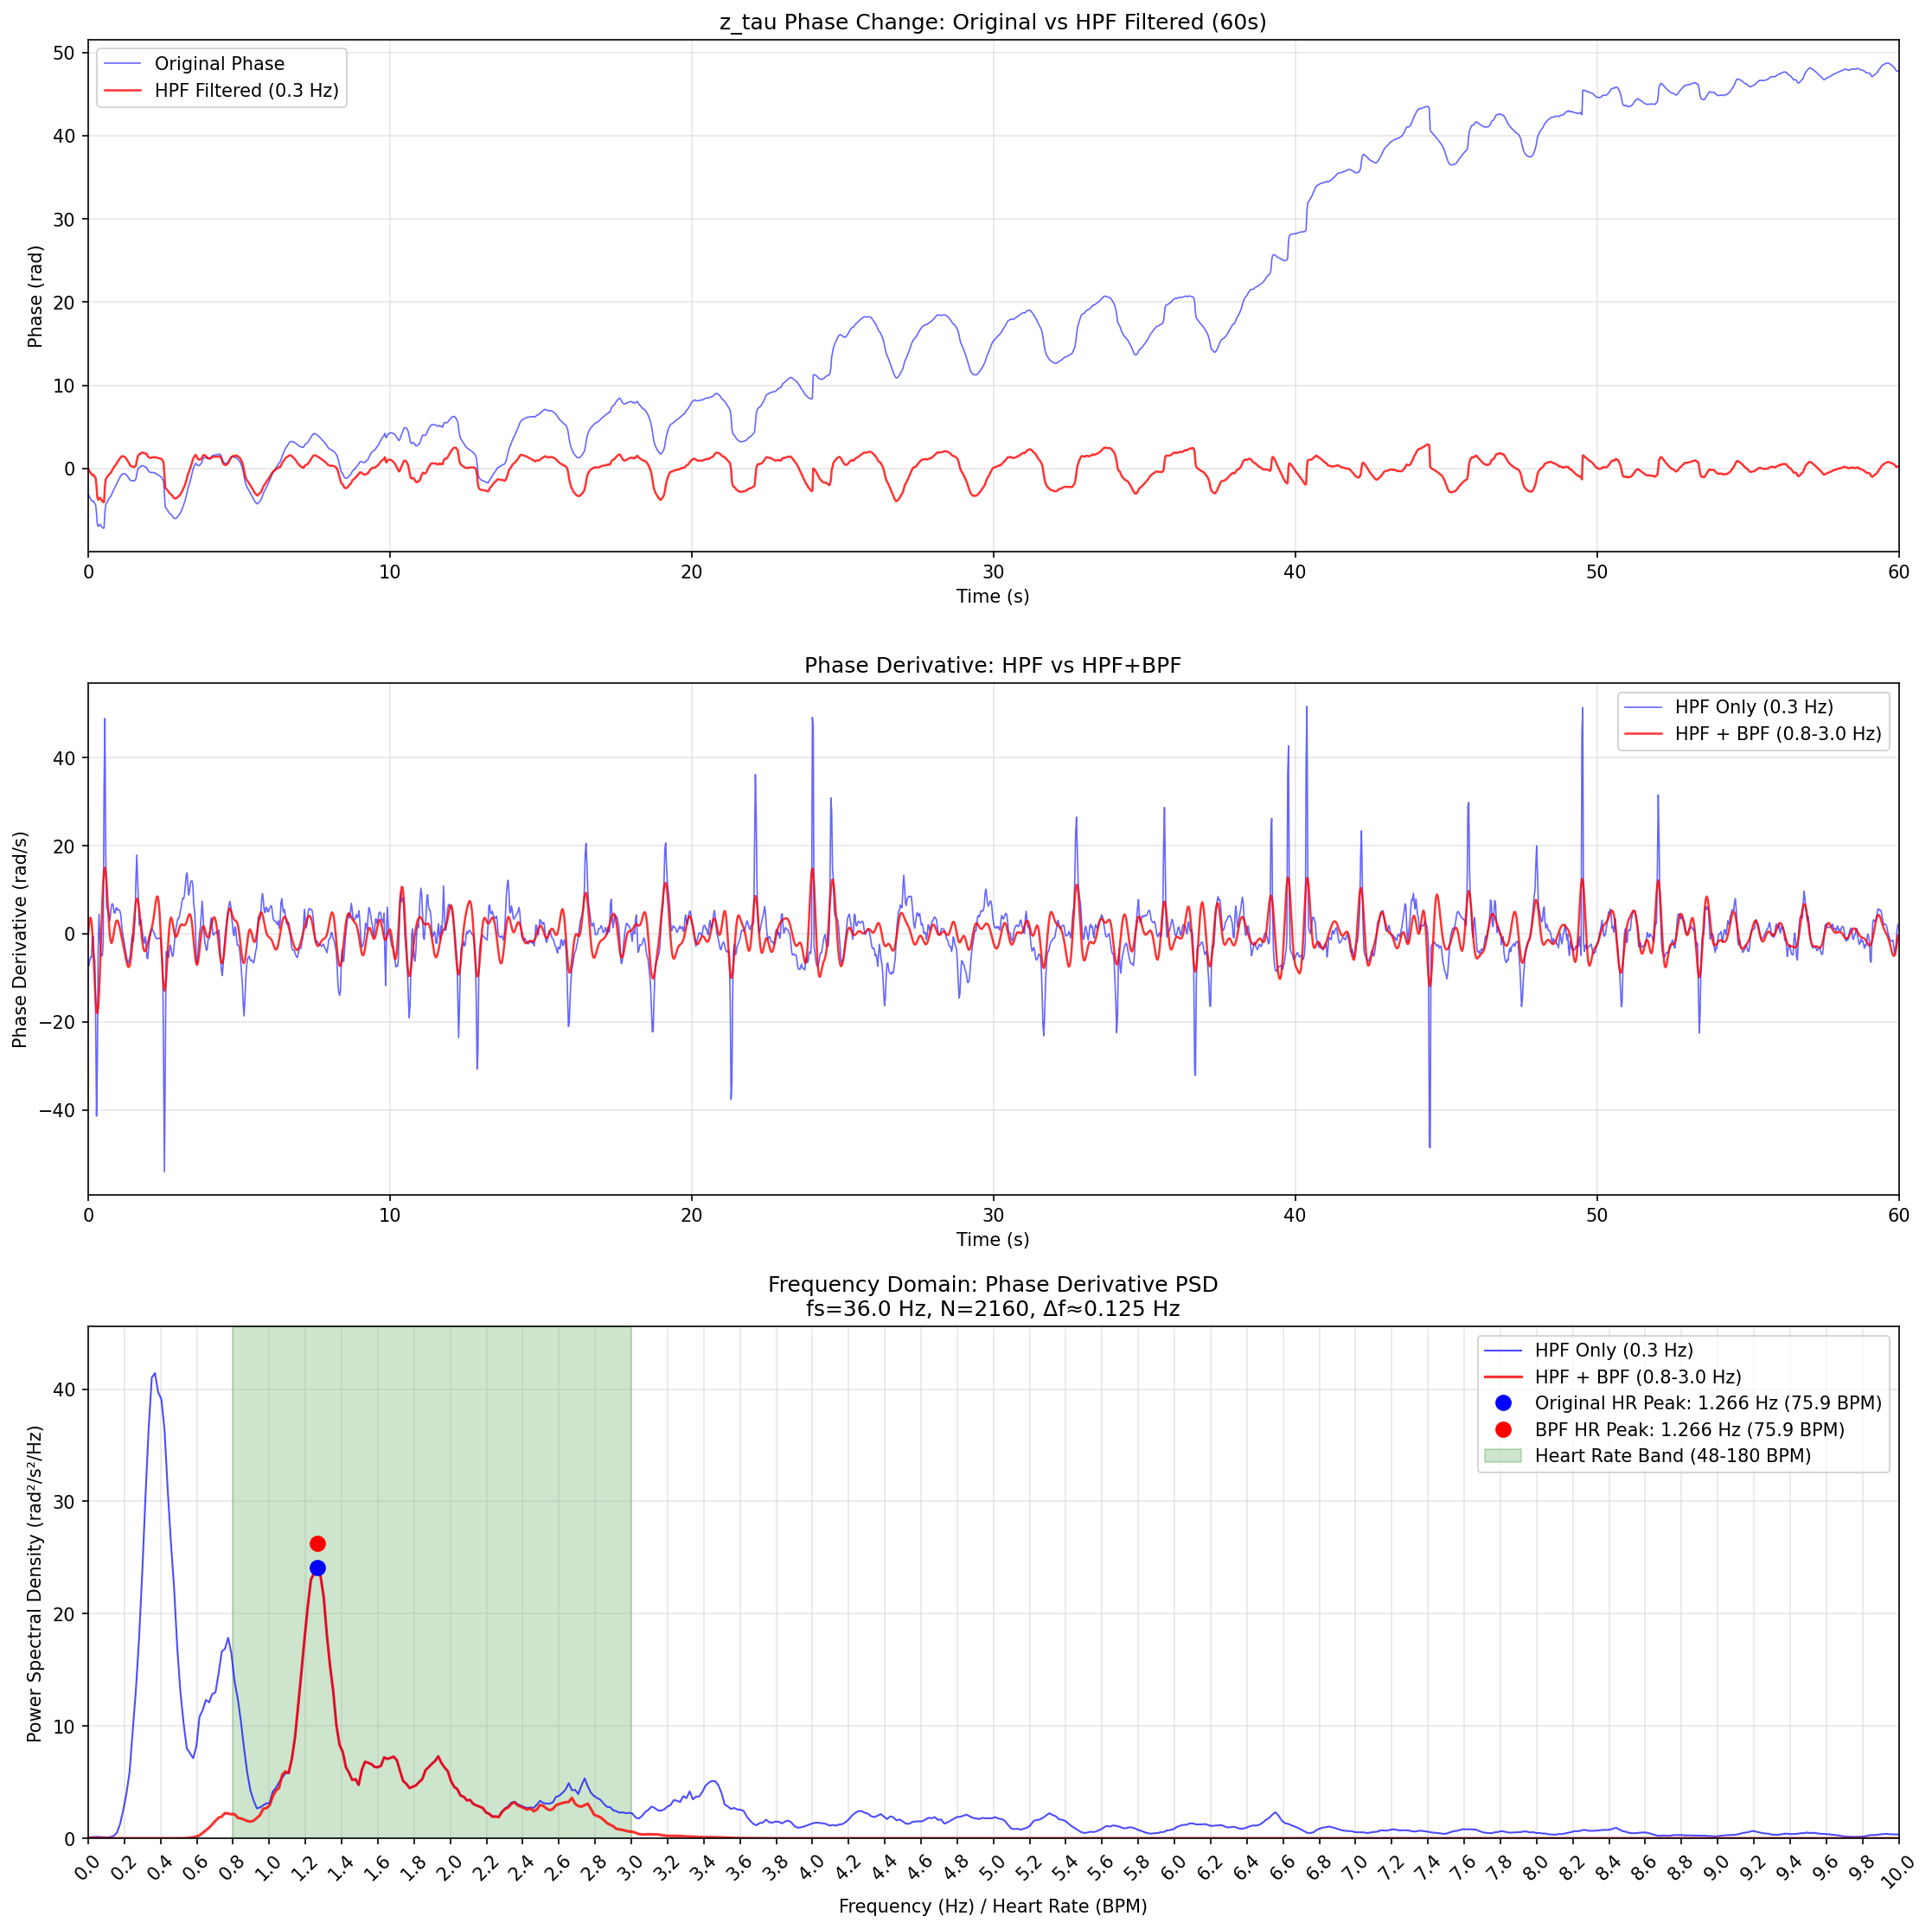 z_tau Phase Change: Original vs HPF Filtered (60s)
Original Phase
HPF Filtered (0.3 Hz)
Phase (rad)
50
40
30
20
10
0
0 10 20 30 40 50 60
Time (s)
Phase Derivative: HPF vs HPF+BPF
HPF Only (0.3 Hz)
HPF + BPF (0.8-3.0 Hz)
Phase Derivative (rad/s)
40
20
0
−20
−40
0 10 20 30 40 50 60
Time (s)
Frequency Domain: Phase Derivative PSD
fs=36.0 Hz, N=2160, Δf≈0.125 Hz
HPF Only (0.3 Hz)
HPF + BPF (0.8-3.0 Hz)
Original HR Peak: 1.266 Hz (75.9 BPM)
BPF HR Peak: 1.266 Hz (75.9 BPM)
Heart Rate Band (48-180 BPM)
Power Spectral Density (rad²/s²/Hz)
40
30
20
10
0
0.0 0.2 0.4 0.6 0.8 1.0 1.2 1.4 1.6 1.8 2.0 2.2 2.4 2.6 2.8 3.0 3.2 3.4 3.6 3.8 4.0 4.2 4.4 4.6 4.8 5.0 5.2 5.4 5.6 5.8 6.0 6.2 6.4 6.6 6.8 7.0 7.2 7.4 7.6 7.8 8.0 8.2 8.4 8.6 8.8 9.0 9.2 9.4 9.6 9.8 10.0
Frequency (Hz) / Heart Rate (BPM)